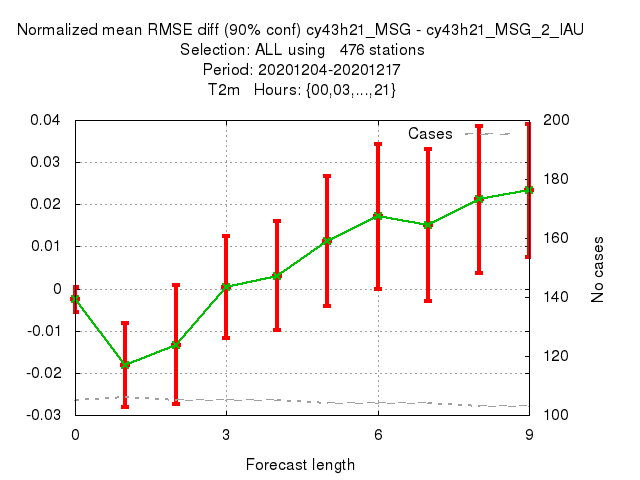 Normalized mean RMSE diff (90% conf) cy43h21_MSG - cy43h21_MSG_2_IAU
Selection: ALL using   476 stations
Period: 20201204-20201217
T2m   Hours: {00,03,...,21}
0.04
0.03
0.02
0.01
0
-0.01
-0.02
-0.03
200
180
160
140
120
100
Cases
No cases
0
3
6
9
Forecast length